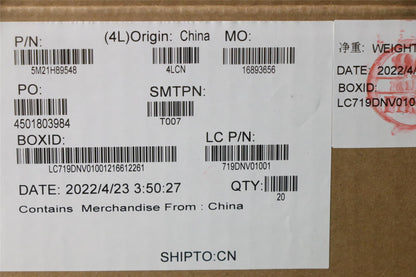 P/N: (4L)Origin: China MO:
5M21H89548 4LCN 16893656
PO: SMTPN:
4501803984 T007
BOXID: LC P/N:
LC719DNV01001216612261 719DNV01001
DATE: 2022/4/23 3:50:27 QTY:
20
Contains Merchandise From : China
SHIPTO:CN
净重: WEIGHT
DATE: 2022/4/
BOXID:
LC719DNV0100